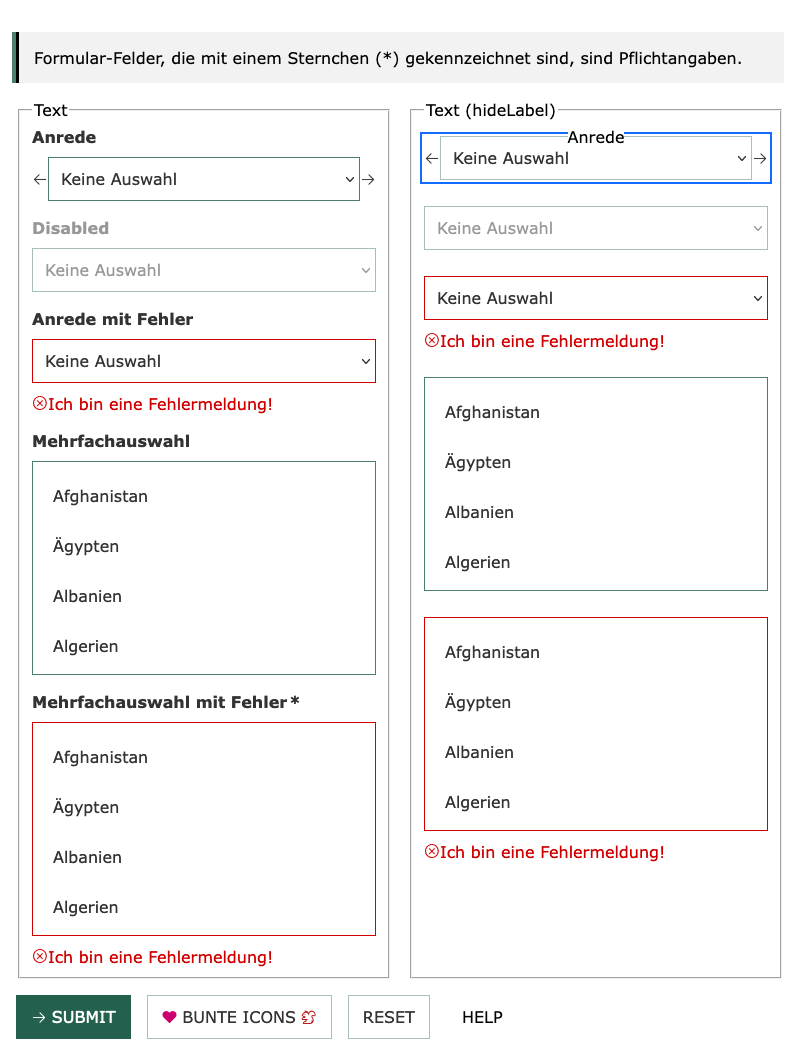 Formular-Felder, die mit einem Sternchen (*) gekennzeichnet sind, sind Pflichtangaben.
Text
Anrede
Keine Auswahl
Disabled
Keine Auswahl
Anrede mit Fehler
Keine Auswahl
Ich bin eine Fehlermeldung!
Mehrfachauswahl
Afghanistan
Ägypten
Albanien
Algerien
Mehrfachauswahl mit Fehler*
Afghanistan
Ägypten
Albanien
Algerien
Ich bin eine Fehlermeldung!
Text (hideLabel)
Anrede
Keine Auswahl
Keine Auswahl
Keine Auswahl
Ich bin eine Fehlermeldung!
Afghanistan
Ägypten
Albanien
Algerien
Afghanistan
Ägypten
Albanien
Algerien
Ich bin eine Fehlermeldung!
SUBMIT
BUNTE ICONS
RESET
HELP